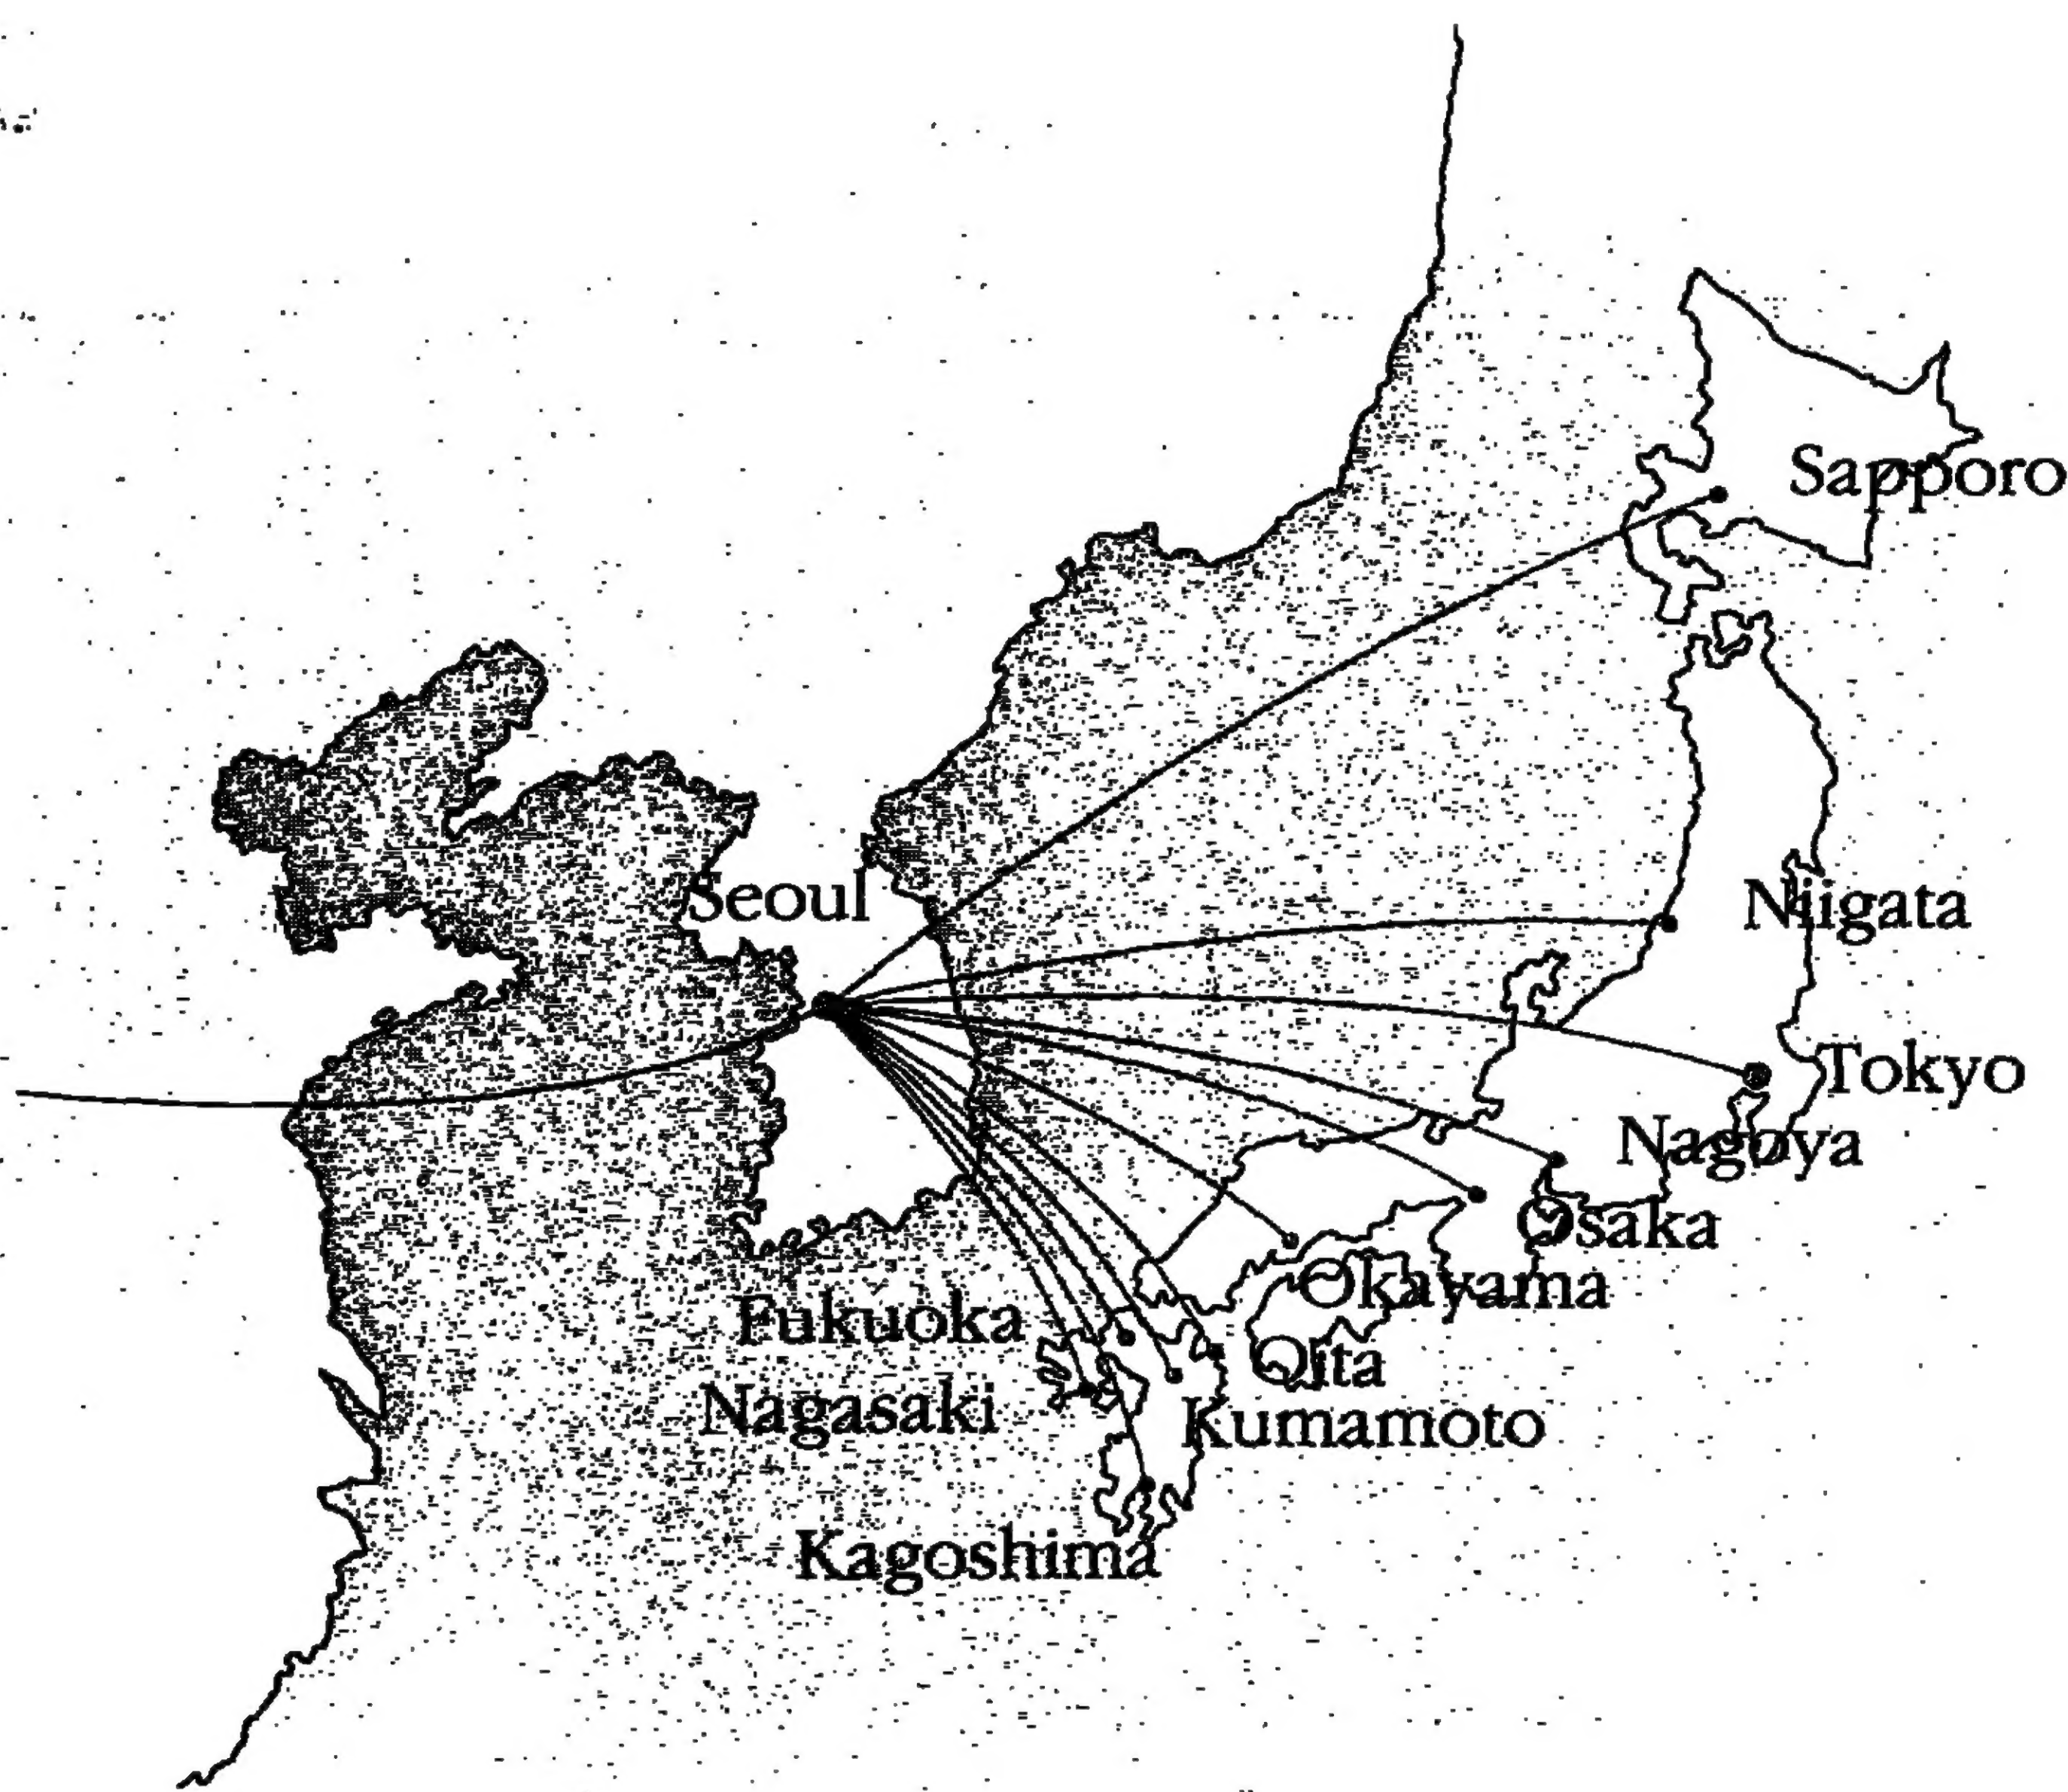 Sapporo
Seoul
Niigata
Tokyo
Nagoya
Osaka
Okayama
Fukuoka
Oita
Nagasaki
Kumamoto
Kagoshima